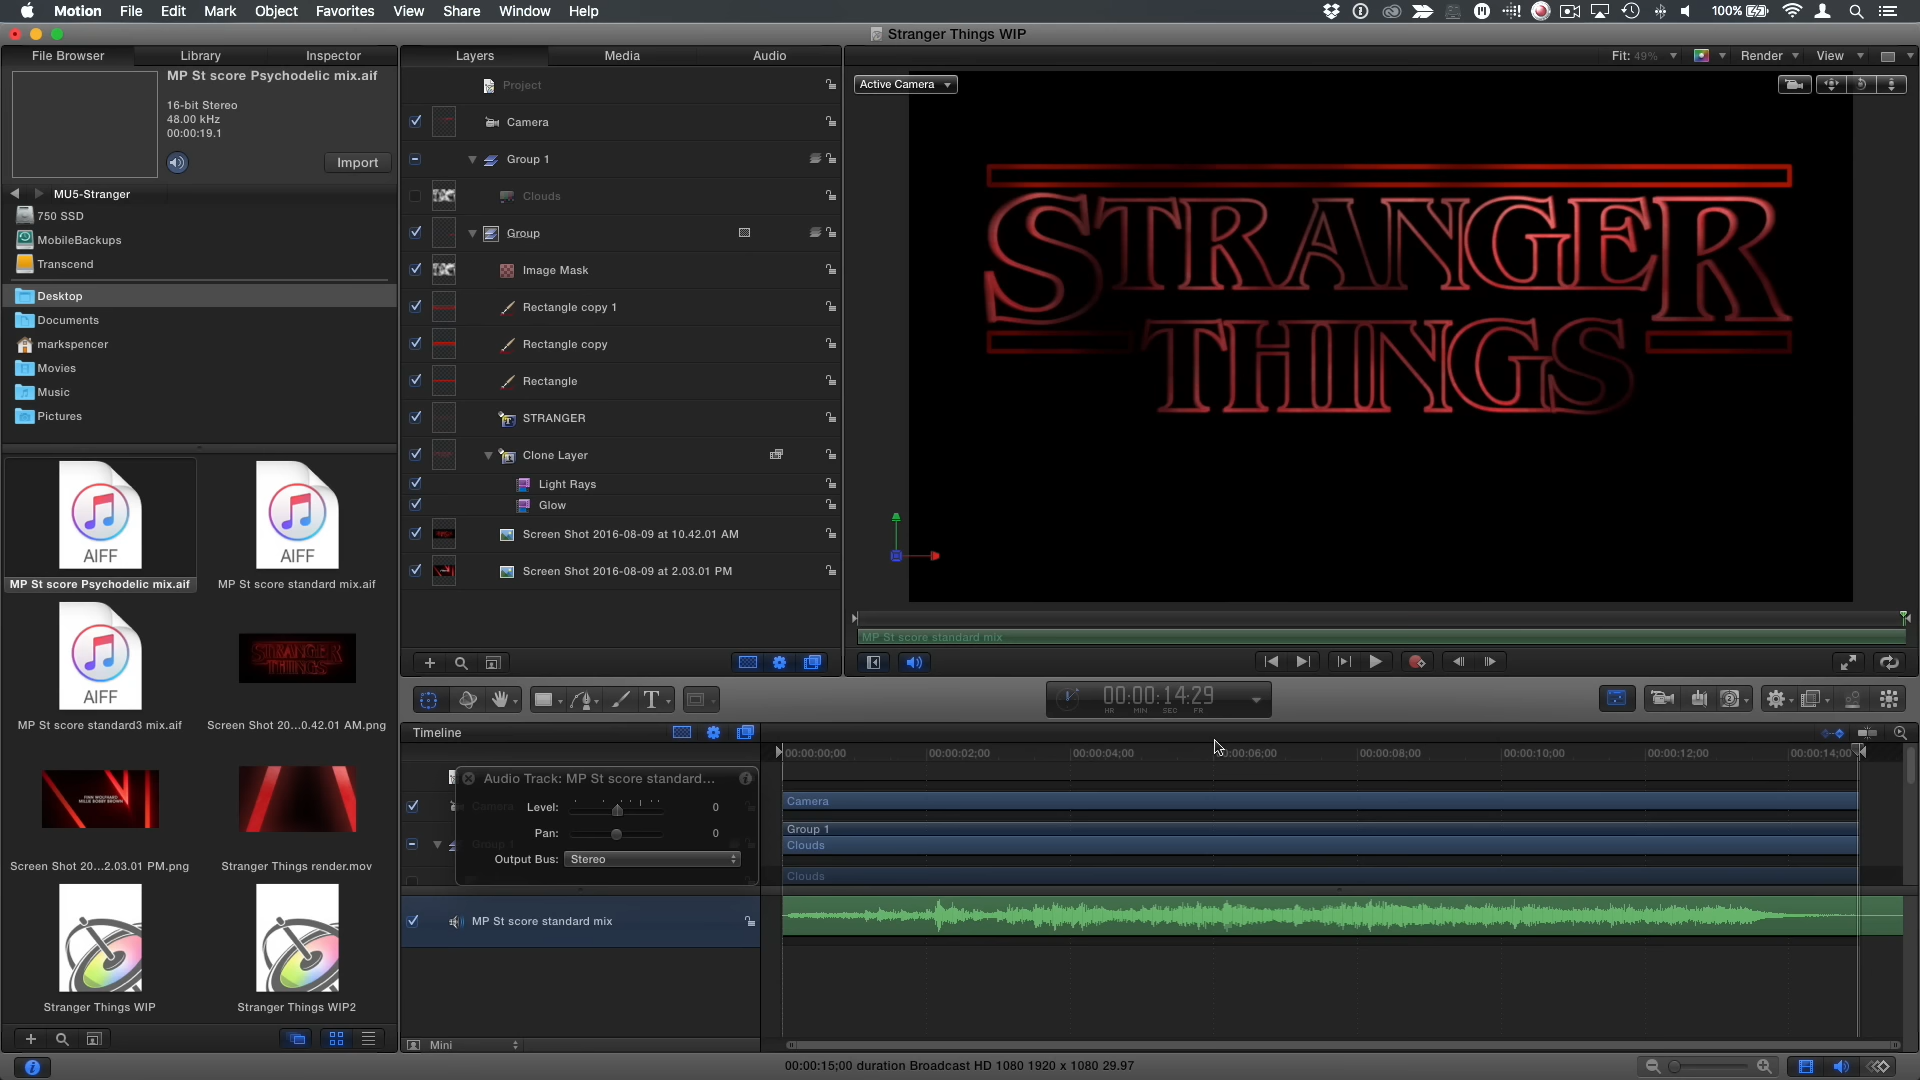 Motion File Edit Mark Object Favorites View Share Window Help
100%
Stranger Things WIP
File Browser Library Inspector
MP St score Psychodelic mix.aif
16-bit Stereo
48.00 kHz
00:00:19.1
Import
MU5-Stranger
750 SSD
MobileBackups
Transcend
Desktop
Documents
markspencer
Movies
Music
Pictures
AIFF
MP St score Psychodelic mix.aif
AIFF
MP St score standard mix.aif
AIFF
MP St score standard3 mix.aif
STRANGER
THINGS
Screen Shot 20...0.42.01 AM.png
Screen Shot 20...2.03.01 PM.png
Stranger Things render.mov
Stranger Things WIP
Stranger Things WIP2
Layers Media Audio
Project
Camera
Group 1
Clouds
Group
Image Mask
Rectangle copy 1
Rectangle copy
Rectangle
STRANGER
Clone Layer
Light Rays
Glow
Screen Shot 2016-08-09 at 10.42.01 AM
Screen Shot 2016-08-09 at 2.03.01 PM
Fit: 49% Render View
Active Camera
STRANGER
THINGS
MP St score standard mix
T
00:00:14:29
HR MIN SEC FR
Timeline
00:00:00;00 00:00:02;00 00:00:04;00 00:00:06;00 00:00:08;00 00:00:10;00 00:00:12;00 00:00:14;00
Audio Track: MP St score standard...
Level: 0
Pan: 0
Output Bus: Stereo
Camera
Group 1
Camera
Group 1
Clouds
Clouds
MP St score standard mix
Mini
00:00:15;00 duration Broadcast HD 1080 1920 x 1080 29.97